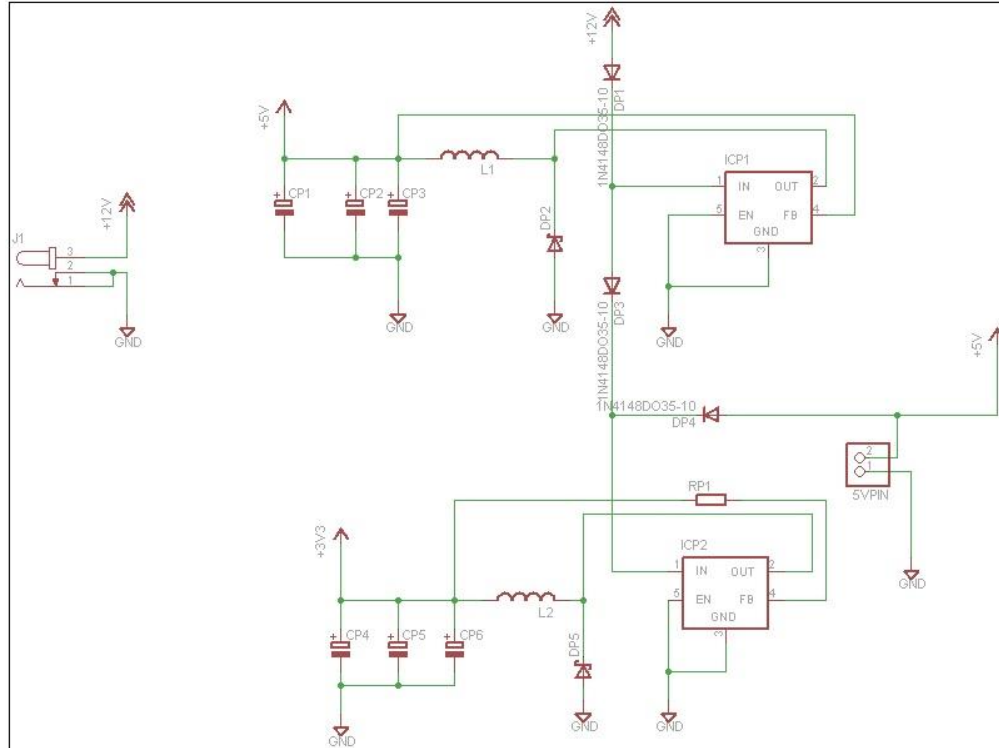 +12V
DP1
1N4148DO35-10
+5V
L1
ICP1
1 IN OUT 2
5 EN FB 4
GND
3
CP1
CP2
CP3
DP2
+12V
J1
3
2
1
GND
GND
GND
GND
DP3
1N4148DO35-10
+5V
1N4148DO35-10
DP4
2
1
5VPIN
GND
RP1
+3V3
ICP2
1 IN OUT 2
5 EN FB 4
GND
3
L2
CP4
CP5
CP6
DP5
GND
GND
GND